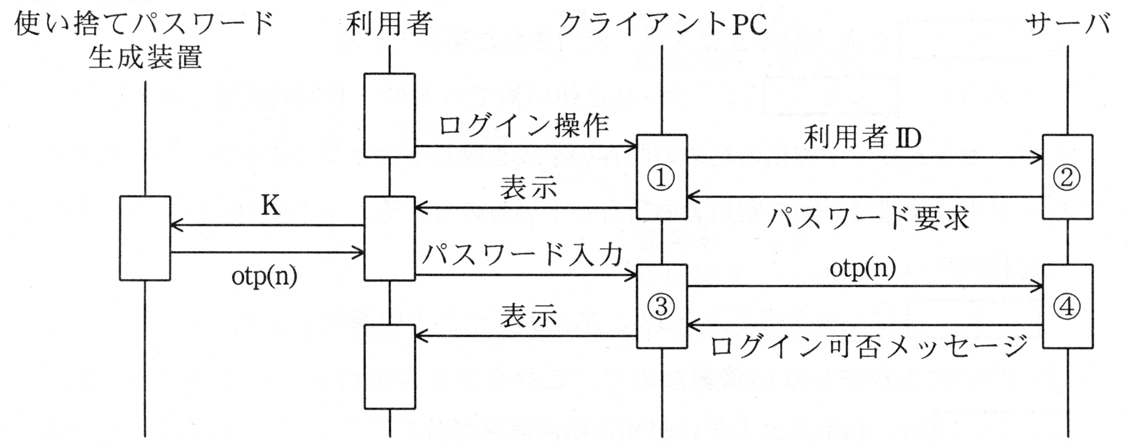 使い捨てパスワード
生成装置
利用者
クライアントPC
サーバ
ログイン操作
利用者ID
①
②
表示
パスワード要求
K
otp(n)
パスワード入力
otp(n)
③
④
表示
ログイン可否メッセージ